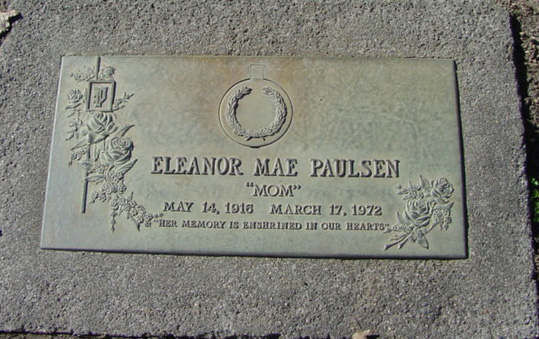 P
ELEANOR MAE PAULSEN
"MOM"
MAY 14, 1916 MARCH 17, 1972
"HER MEMORY IS ENSHRINED IN OUR HEARTS"